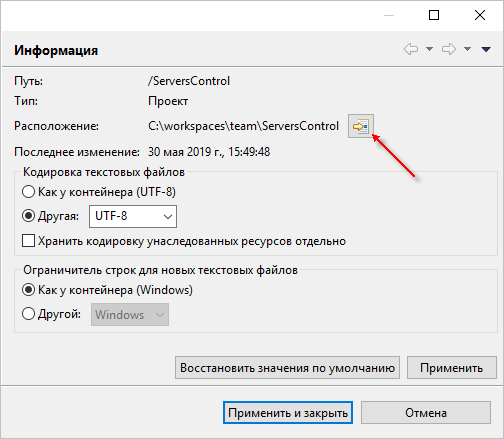 Информация
Путь: /ServersControl
Тип: Проект
Расположение: C:\workspaces\team\ServersControl
Последнее изменение: 30 мая 2019 г., 15:49:48
Кодировка текстовых файлов
Как у контейнера (UTF-8)
Другая: UTF-8
Хранить кодировку унаследованных ресурсов отдельно
Ограничитель строк для новых текстовых файлов
Как у контейнера (Windows)
Другой: Windows
Восстановить значения по умолчанию Применить
Применить и закрыть Отмена